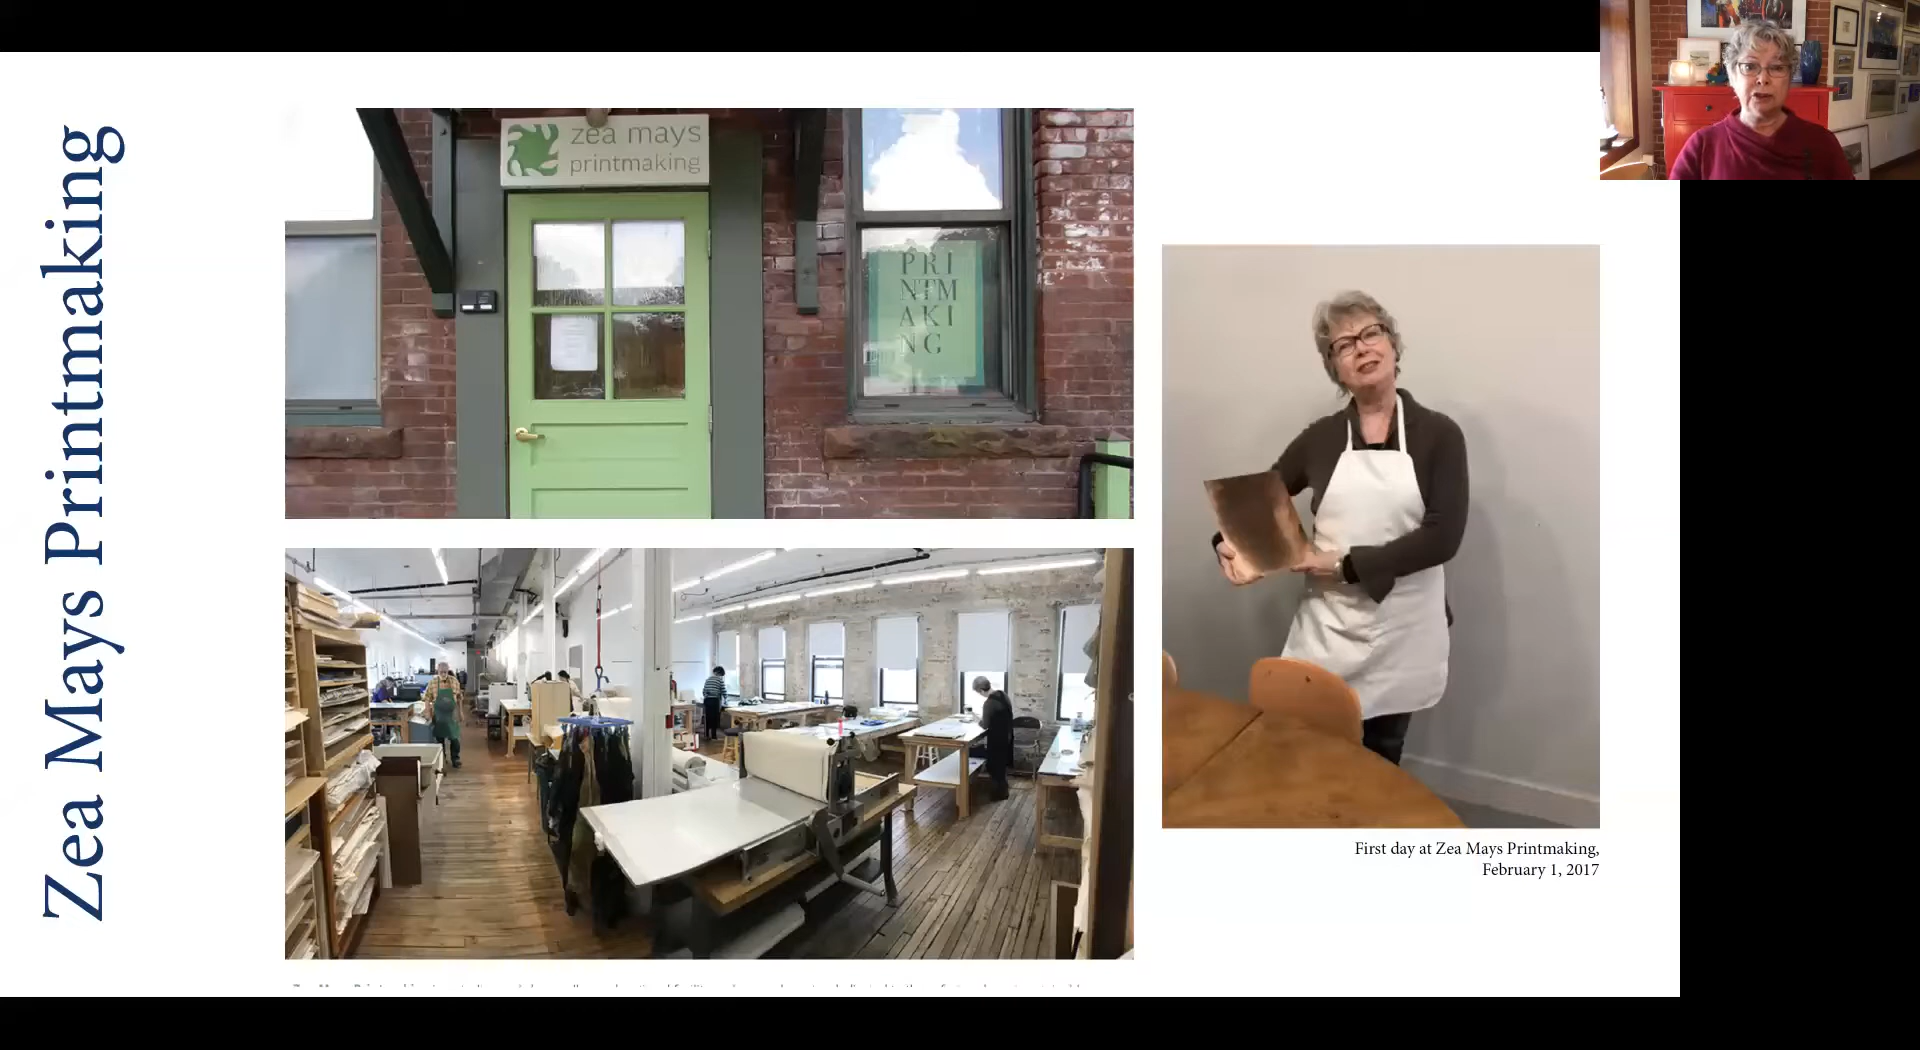 Zea Mays Printmaking
zea mays
printmaking
PRI
NTM
AKI
NG
First day at Zea Mays Printmaking,
February 1, 2017